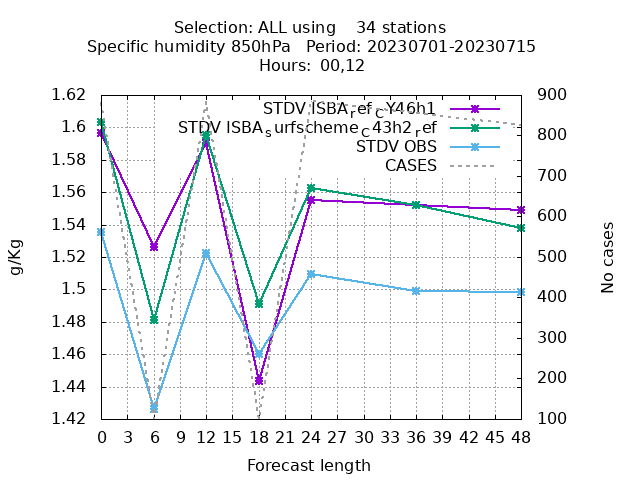 Selection: ALL using    34 stations
Specific humidity 850hPa   Period: 20230701-20230715
Hours:  00,12
STDV ISBA_ref_CY46h1
STDV ISBA_surfscheme_C43h2_ref
STDV OBS
CASES
1.62
1.6
1.58
1.56
1.54
1.52
1.5
1.48
1.46
1.44
1.42
900
800
700
600
500
400
300
200
100
0 3 6 9 12 15 18 21 24 27 30 33 36 39 42 45 48
g/Kg
No cases
Forecast length